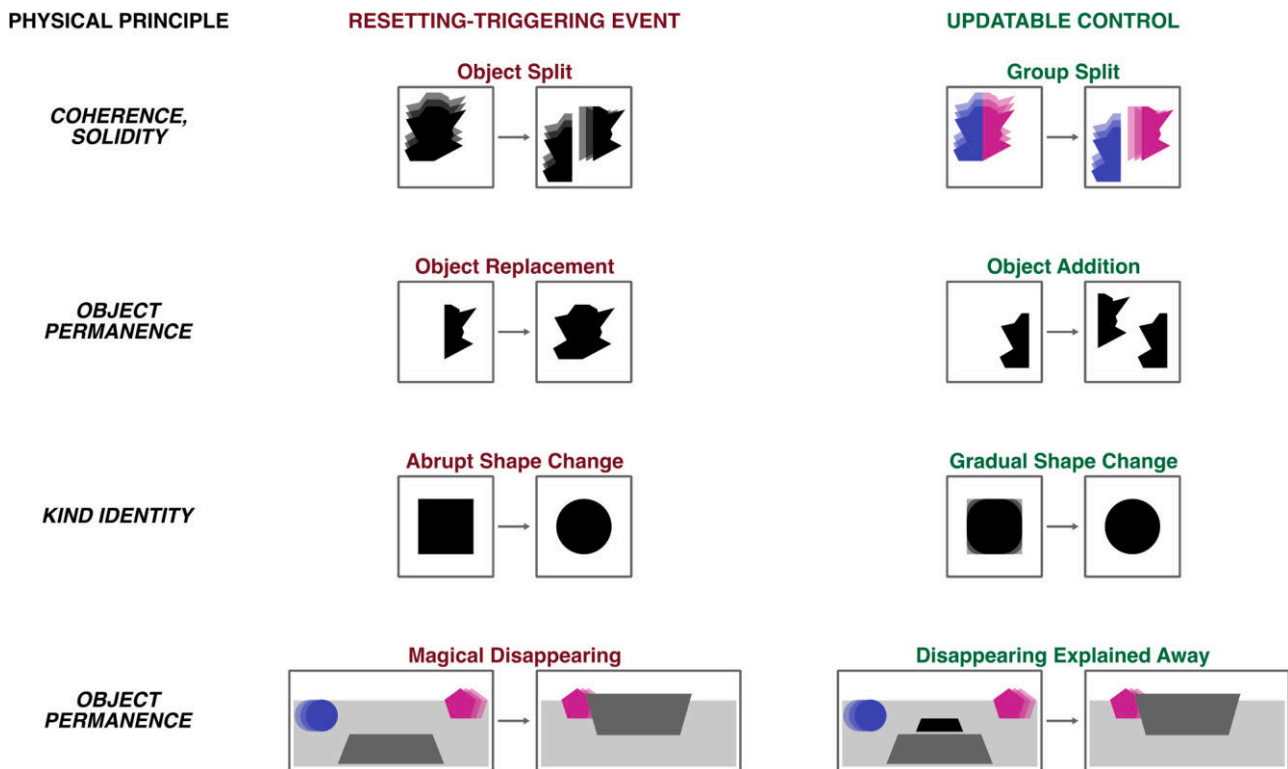 PHYSICAL PRINCIPLE
RESETTING-TRIGGERING EVENT
UPDATABLE CONTROL
COHERENCE,
SOLIDITY
Object Split
Group Split
OBJECT
PERMANENCE
Object Replacement
Object Addition
KIND IDENTITY
Abrupt Shape Change
Gradual Shape Change
OBJECT
PERMANENCE
Magical Disappearing
Disappearing Explained Away